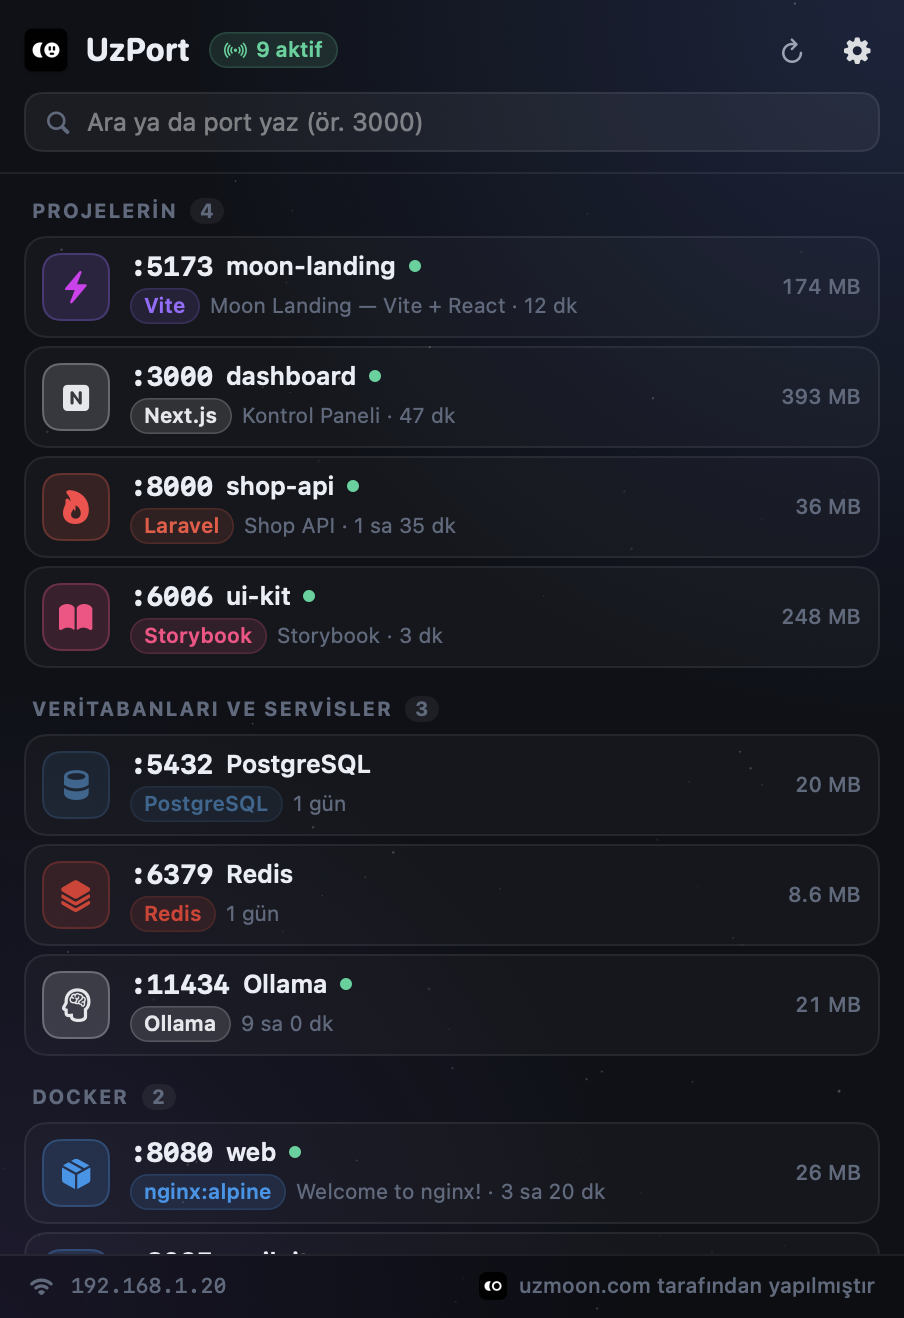 UzPort 9 aktif
Ara ya da port yaz (ör. 3000)
PROJELERİN 4
:5173 moon-landing
174 MB
Vite Moon Landing — Vite + React · 12 dk
:3000 dashboard
393 MB
Next.js Kontrol Paneli · 47 dk
:8000 shop-api
36 MB
Laravel Shop API · 1 sa 35 dk
:6006 ui-kit
248 MB
Storybook Storybook · 3 dk
VERİTABANLARI VE SERVİSLER 3
:5432 PostgreSQL
20 MB
PostgreSQL 1 gün
:6379 Redis
8.6 MB
Redis 1 gün
:11434 Ollama
21 MB
Ollama 9 sa 0 dk
DOCKER 2
:8080 web
26 MB
nginx:alpine Welcome to nginx! · 3 sa 20 dk
192.168.1.20 uzmoon.com tarafından yapılmıştır